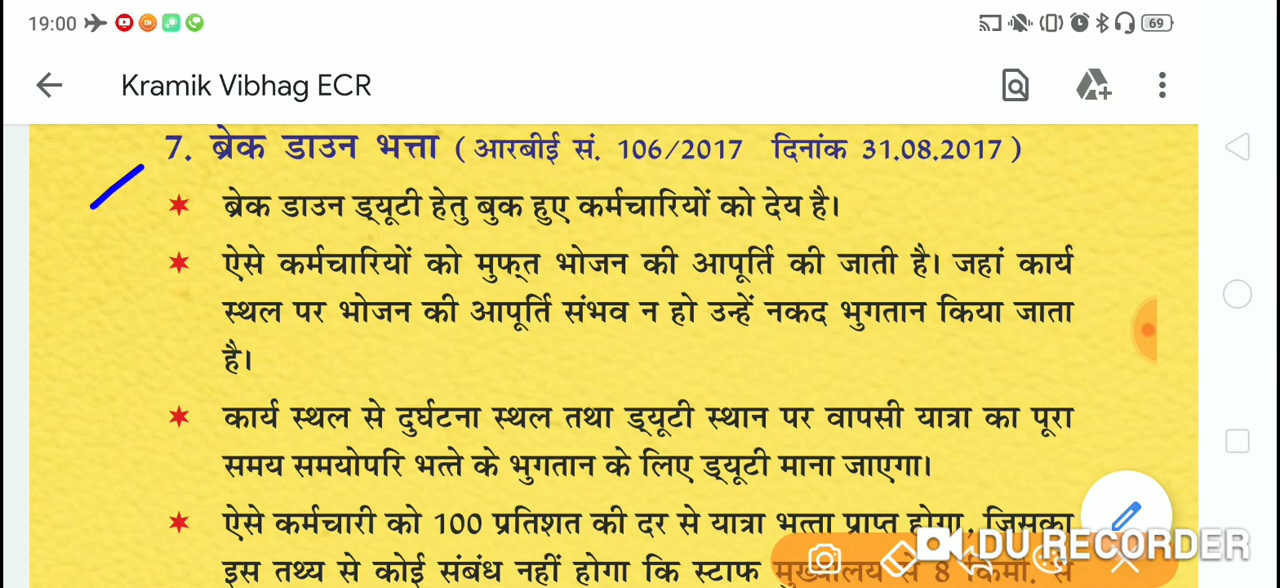 19:00
69
Kramik Vibhag ECR
7. ब्रेक डाउन भत्ता ( आरबीई सं. 106/2017 दिनांक 31.08.2017 )
ब्रेक डाउन ड्यूटी हेतु बुक हुए कर्मचारियों को देय है।
ऐसे कर्मचारियों को मुफ्त भोजन की आपूर्ति की जाती है। जहां कार्य
स्थल पर भोजन की आपूर्ति संभव न हो उन्हें नकद भुगतान किया जाता
है।
कार्य स्थल से दुर्घटना स्थल तथा ड्यूटी स्थान पर वापसी यात्रा का पूरा
समय समयोपरि भत्ते के भुगतान के लिए ड्यूटी माना जाएगा।
ऐसे कर्मचारी को 100 प्रतिशत की दर से यात्रा भत्ता प्राप्त होगा, जिसका
इस तथ्य से कोई संबंध नहीं होगा कि स्टाफ मुख्यालय से 8 किमी. से
DU RECORDER